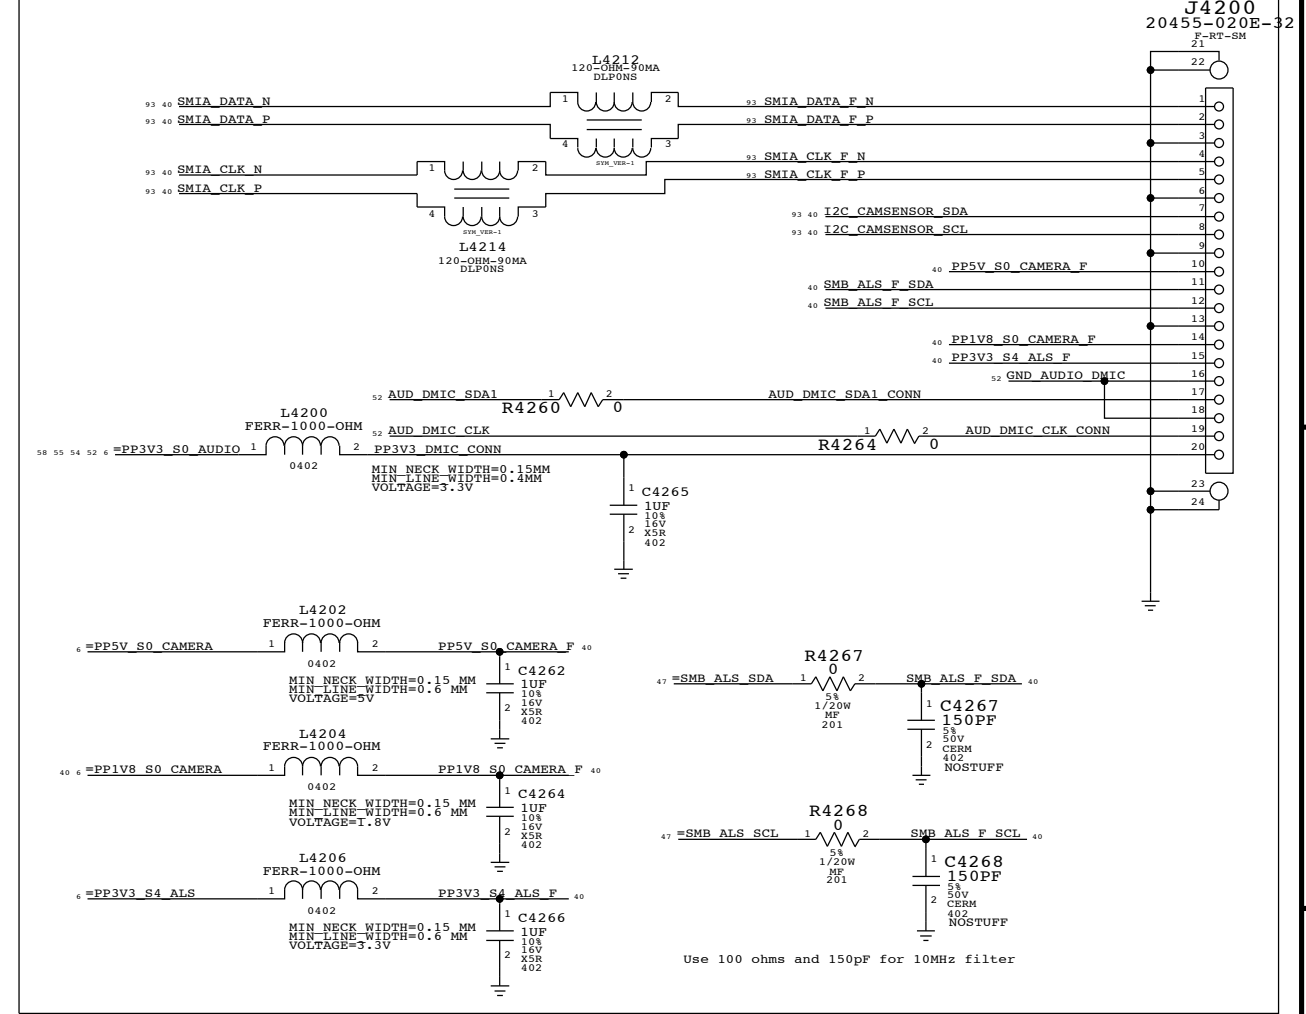 J4200
20455-020E-32
F-RT-SM
21
22
L4212
120-OHM-90MA
DLP0NS
93 40 SMIA_DATA_N 1 2 93 SMIA_DATA_F_N 1
93 40 SMIA_DATA_P 4 3 93 SMIA_DATA_F_P 2
SYM_VER-1
3
93 SMIA_CLK_F_N 4
93 40 SMIA_CLK_N 1 2
93 SMIA_CLK_F_P 5
93 40 SMIA_CLK_P 4 3
SYM_VER-1
L4214
120-OHM-90MA
DLP0NS
6
93 40 I2C_CAMSENSOR_SDA 7
93 40 I2C_CAMSENSOR_SCL 8
9
40 PP5V_S0_CAMERA_F 10
40 SMB_ALS_F_SDA 11
40 SMB_ALS_F_SCL 12
13
40 PP1V8_S0_CAMERA_F 14
40 PP3V3_S4_ALS_F 15
52 GND_AUDIO_DMIC 16
52 AUD_DMIC_SDA1 1 2 AUD_DMIC_SDA1_CONN 17
R4260 0
18
52 AUD_DMIC_CLK 1 2 AUD_DMIC_CLK_CONN 19
R4264 0
L4200
FERR-1000-OHM
58 55 54 52 6 =PP3V3_S0_AUDIO 1 2 PP3V3_DMIC_CONN 20
0402
MIN_NECK_WIDTH=0.15MM
MIN_LINE_WIDTH=0.4MM
VOLTAGE=3.3V
1 C4265
1UF
10%
16V
2 X5R
402
23
24
L4202
FERR-1000-OHM
6 =PP5V_S0_CAMERA 1 2 PP5V_S0_CAMERA_F 40
0402
MIN_NECK_WIDTH=0.15 MM
MIN_LINE_WIDTH=0.6 MM
VOLTAGE=5V
1 C4262
1UF
10%
16V
2 X5R
402
L4204
FERR-1000-OHM
40 6 =PP1V8_S0_CAMERA 1 2 PP1V8_S0_CAMERA_F 40
0402
MIN_NECK_WIDTH=0.15 MM
MIN_LINE_WIDTH=0.6 MM
VOLTAGE=1.8V
1 C4264
1UF
10%
16V
2 X5R
402
L4206
FERR-1000-OHM
6 =PP3V3_S4_ALS 1 2 PP3V3_S4_ALS_F 40
0402
MIN_NECK_WIDTH=0.15 MM
MIN_LINE_WIDTH=0.6 MM
VOLTAGE=3.3V
1 C4266
1UF
10%
16V
2 X5R
402
R4267
0
47 =SMB_ALS_SDA 1 2 SMB_ALS_F_SDA 40
5%
1/20W
MF
201
1 C4267
150PF
5%
50V
2 CERM
402
NOSTUFF
R4268
0
47 =SMB_ALS_SCL 1 2 SMB_ALS_F_SCL 40
5%
1/20W
MF
201
1 C4268
150PF
5%
50V
2 CERM
402
NOSTUFF
Use 100 ohms and 150pF for 10MHz filter